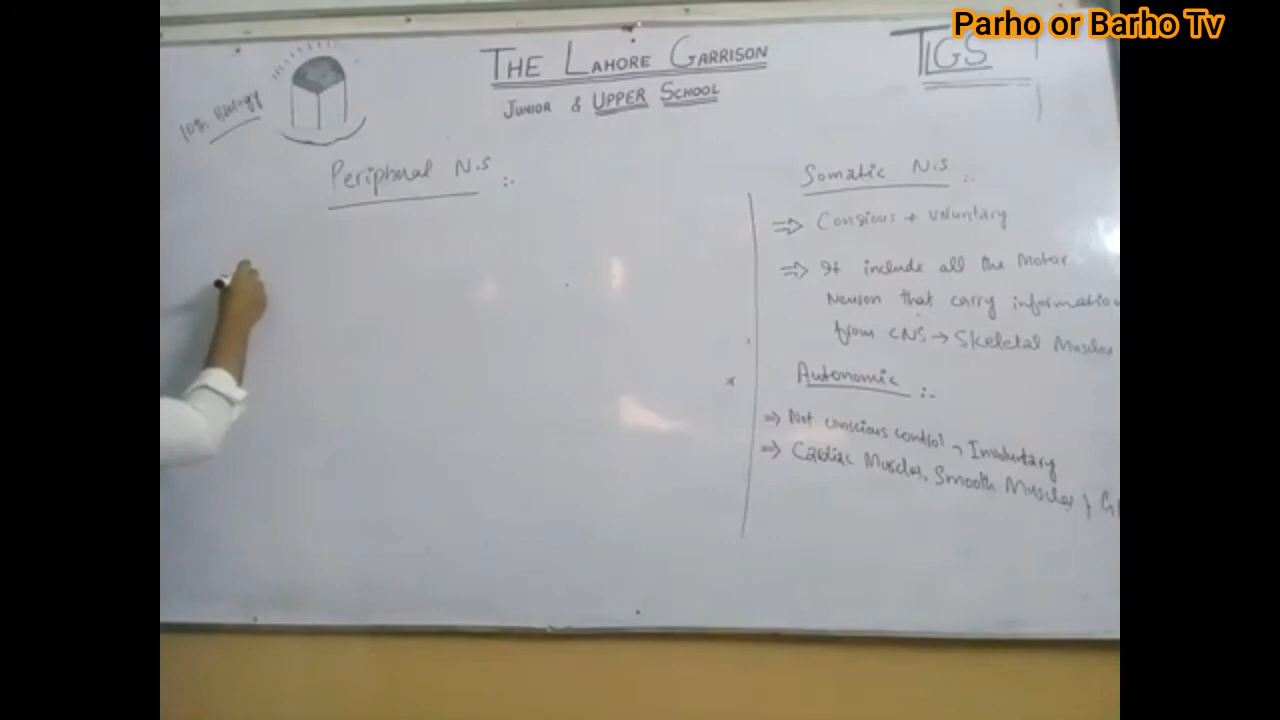 Parho or Barho Tv
THE LAHORE GARRISON
JUNIOR & UPPER SCHOOL
TLGS
10th Biology
Peripheral N.S :-
Somatic N.S :-
⇒ Consious + Voluntary
⇒ It include all the Motor
Neuron that carry information
from CNS → Skeletal Muscles
Autonomic :-
⇒ Not conscious control, Involuntary
⇒ Cardiac Muscles, Smooth Muscles,